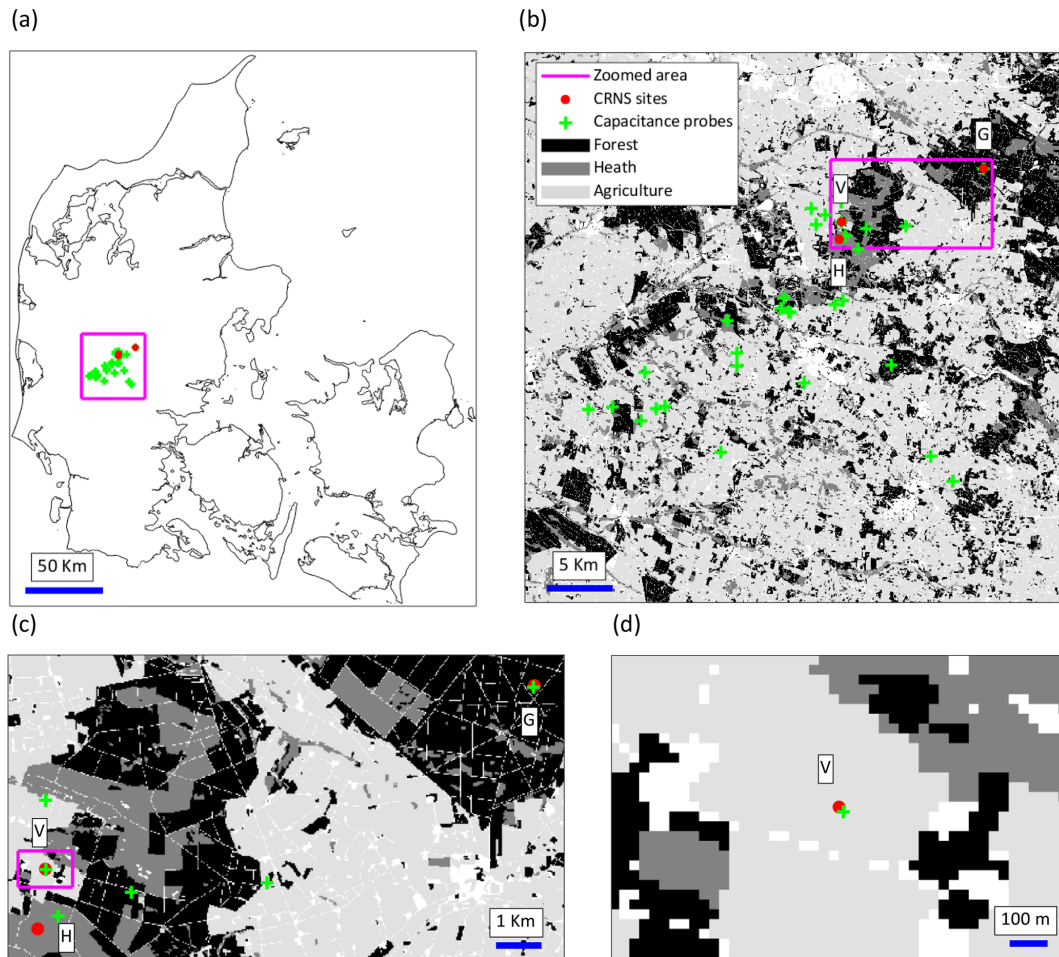 (a)
(b)
Zoomed area
CRNS sites
Capacitance probes
Forest
Heath
Agriculture
G
V
H
50 Km
5 Km
(c)
(d)
G
V
H
1 Km
V
100 m